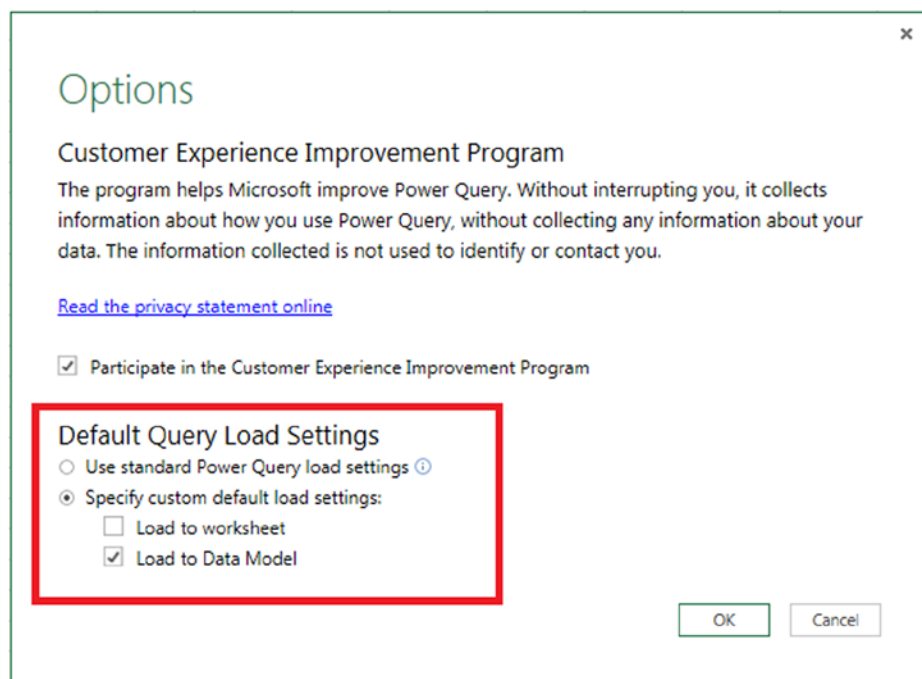 Options
Customer Experience Improvement Program
The program helps Microsoft improve Power Query. Without interrupting you, it collects
information about how you use Power Query, without collecting any information about your
data. The information collected is not used to identify or contact you.
Read the privacy statement online
Participate in the Customer Experience Improvement Program
Default Query Load Settings
Use standard Power Query load settings
Specify custom default load settings:
Load to worksheet
Load to Data Model
OK Cancel